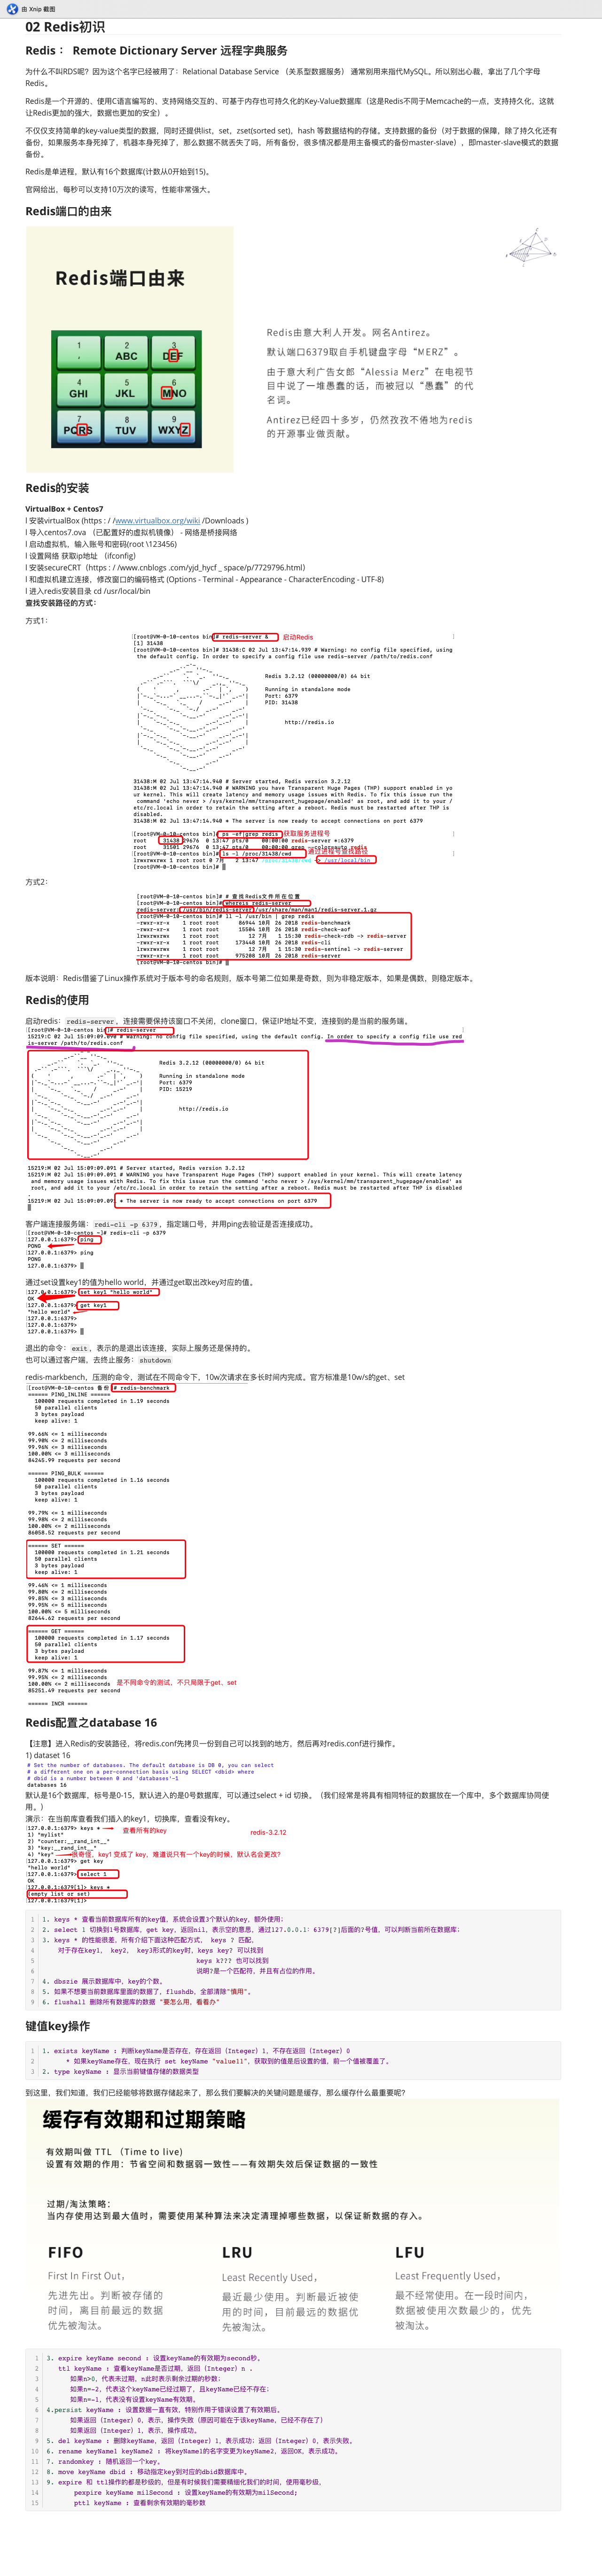 由 Xnip 截图
02 Redis初识
Redis： Remote Dictionary Server 远程字典服务
为什么不叫RDS呢？因为这个名字已经被用了：Relational Database Service （关系型数据服务） 通常别用来指代MySQL。所以别出心裁，拿出了几个字母
Redis。
Redis是一个开源的、使用C语言编写的、支持网络交互的、可基于内存也可持久化的Key-Value数据库（这是Redis不同于Memcache的一点，支持持久化，这就
让Redis更加的强大，数据也更加的安全）。
不仅仅支持简单的key-value类型的数据，同时还提供list，set，zset(sorted set)，hash 等数据结构的存储。支持数据的备份（对于数据的保障，除了持久化还有
备份，如果服务本身死掉了，机器本身死掉了，那么数据不就丢失了吗，所有备份，很多情况都是用主备模式的备份master-slave），即master-slave模式的数据
备份。
Redis是单进程，默认有16个数据库(计数从0开始到15)。
官网给出，每秒可以支持10万次的读写，性能非常强大。
Redis端口的由来
Redis端口由来
1
2
ABC
3
DEF
4
GHI
5
JKL
6
MNO
7
PQRS
8
TUV
9
WXYZ
Redis由意大利人开发。网名Antirez。
默认端口6379取自手机键盘字母“MERZ”。
由于意大利广告女郎“Alessia Merz”在电视节
目中说了一堆愚蠢的话，而被冠以“愚蠢”的代
名词。
Antirez已经四十多岁，仍然孜孜不倦地为redis
的开源事业做贡献。
Redis的安装
VirtualBox + Centos7
l 安装virtualBox (https : / /www.virtualbox.org/wiki /Downloads )
l 导入centos7.ova （已配置好的虚拟机镜像） - 网络是桥接网络
l 启动虚拟机，输入账号和密码(root \123456)
l 设置网络 获取ip地址 （ifconfig)
l 安装secureCRT（https : / /www.cnblogs .com/yjd_hycf _ space/p/7729796.html）
l 和虚拟机建立连接，修改窗口的编码格式 (Options - Terminal - Appearance - CharacterEncoding - UTF-8)
l 进入redis安装目录 cd /usr/local/bin
查找安装路径的方式：
方式1：
[root@VM-0-10-centos bin]# redis-server & 启动Redis
[1] 31438
[root@VM-0-10-centos bin]# 31438:C 02 Jul 13:47:14.939 # Warning: no config file specified, using
the default config. In order to specify a config file use redis-server /path/to/redis.conf
Redis 3.2.12 (00000000/0) 64 bit
Running in standalone mode
Port: 6379
PID: 31438
http://redis.io
31438:M 02 Jul 13:47:14.940 # Server started, Redis version 3.2.12
31438:M 02 Jul 13:47:14.940 # WARNING you have Transparent Huge Pages (THP) support enabled in yo
ur kernel. This will create latency and memory usage issues with Redis. To fix this issue run the
command 'echo never > /sys/kernel/mm/transparent_hugepage/enabled' as root, and add it to your /
etc/rc.local in order to retain the setting after a reboot. Redis must be restarted after THP is
disabled.
31438:M 02 Jul 13:47:14.940 * The server is now ready to accept connections on port 6379
[root@VM-0-10-centos bin]# ps -ef|grep redis 获取服务进程号
root 31438 29676 0 13:47 pts/0 00:00:00 redis-server *:6379
root 31501 29676 0 13:47 pts/0 00:00:00 grep --color=auto redis
[root@VM-0-10-centos bin]# ls -l /proc/31438/cwd 通过进程号查找路径
lrwxrwxrwx 1 root root 0 7月 2 13:47 /proc/31438/cwd -> /usr/local/bin
[root@VM-0-10-centos bin]#
方式2：
[root@VM-0-10-centos bin]# # 查找Redis文件所在位置
[root@VM-0-10-centos bin]# whereis redis-server
redis-server: /usr/bin/redis-server /usr/share/man/man1/redis-server.1.gz
[root@VM-0-10-centos bin]# ll -l /usr/bin | grep redis
-rwxr-xr-x 1 root root 86944 10月 26 2018 redis-benchmark
-rwxr-xr-x 1 root root 15504 10月 26 2018 redis-check-aof
lrwxrwxrwx 1 root root 12 7月 1 15:30 redis-check-rdb -> redis-server
-rwxr-xr-x 1 root root 173448 10月 26 2018 redis-cli
lrwxrwxrwx 1 root root 12 7月 1 15:30 redis-sentinel -> redis-server
-rwxr-xr-x 1 root root 975208 10月 26 2018 redis-server
[root@VM-0-10-centos bin]#
版本说明：Redis借鉴了Linux操作系统对于版本号的命名规则，版本号第二位如果是奇数，则为非稳定版本，如果是偶数，则稳定版本。
Redis的使用
启动redis：redis-server，连接需要保持该窗口不关闭，clone窗口，保证IP地址不变，连接到的是当前的服务端。
[root@VM-0-10-centos bin]# redis-server
15219:C 02 Jul 15:09:09.090 # Warning: no config file specified, using the default config. In order to specify a config file use red
is-server /path/to/redis.conf
Redis 3.2.12 (00000000/0) 64 bit
Running in standalone mode
Port: 6379
PID: 15219
http://redis.io
15219:M 02 Jul 15:09:09.091 # Server started, Redis version 3.2.12
15219:M 02 Jul 15:09:09.091 # WARNING you have Transparent Huge Pages (THP) support enabled in your kernel. This will create latency
and memory usage issues with Redis. To fix this issue run the command 'echo never > /sys/kernel/mm/transparent_hugepage/enabled' as
root, and add it to your /etc/rc.local in order to retain the setting after a reboot. Redis must be restarted after THP is disabled
.
15219:M 02 Jul 15:09:09.091 * The server is now ready to accept connections on port 6379
客户端连接服务端：redi-cli -p 6379，指定端口号，并用ping去验证是否连接成功。
[root@VM-0-10-centos ~]# redis-cli -p 6379
127.0.0.1:6379> ping
PONG
127.0.0.1:6379> ping
PONG
127.0.0.1:6379>
通过set设置key1的值为hello world，并通过get取出改key对应的值。
127.0.0.1:6379> set key1 "hello world"
OK
127.0.0.1:6379> get key1
"hello world"
127.0.0.1:6379>
127.0.0.1:6379>
127.0.0.1:6379>
退出的命令：exit，表示的是退出该连接，实际上服务还是保持的。
也可以通过客户端，去终止服务：shutdown
redis-markbench，压测的命令，测试在不同命令下，10w次请求在多长时间内完成。官方标准是10w/s的get、set
[root@VM-0-10-centos 备份]# redis-benchmark
====== PING_INLINE ======
100000 requests completed in 1.19 seconds
50 parallel clients
3 bytes payload
keep alive: 1
99.66% <= 1 milliseconds
99.90% <= 2 milliseconds
99.96% <= 3 milliseconds
100.00% <= 3 milliseconds
84245.99 requests per second
====== PING_BULK ======
100000 requests completed in 1.16 seconds
50 parallel clients
3 bytes payload
keep alive: 1
99.79% <= 1 milliseconds
99.98% <= 2 milliseconds
100.00% <= 2 milliseconds
86058.52 requests per second
====== SET ======
100000 requests completed in 1.21 seconds
50 parallel clients
3 bytes payload
keep alive: 1
99.46% <= 1 milliseconds
99.80% <= 2 milliseconds
99.85% <= 3 milliseconds
99.95% <= 5 milliseconds
100.00% <= 5 milliseconds
82644.62 requests per second
====== GET ======
100000 requests completed in 1.17 seconds
50 parallel clients
3 bytes payload
keep alive: 1
99.87% <= 1 milliseconds
99.95% <= 2 milliseconds
100.00% <= 2 milliseconds 是不同命令的测试，不只局限于get、set
85251.49 requests per second
====== INCR ======
Redis配置之database 16
【注意】进入Redis的安装路径，将redis.conf先拷贝一份到自己可以找到的地方，然后再对redis.conf进行操作。
1) dataset 16
# Set the number of databases. The default database is DB 0, you can select
# a different one on a per-connection basis using SELECT <dbid> where
# dbid is a number between 0 and 'databases'-1
databases 16
默认是16个数据库，标号是0-15，默认进入的是0号数据库，可以通过select + id 切换。（我们经常是将具有相同特征的数据放在一个库中，多个数据库协同使
用。)
演示：在当前库查看我们插入的key1，切换库，查看没有key。
127.0.0.1:6379> keys * 查看所有的key
1) "mylist"
2) "counter:__rand_int__"
3) "key:__rand_int__"
4) "key" 很奇怪，key1 变成了 key，难道说只有一个key的时候，默认名会更改?
redis-3.2.12
127.0.0.1:6379> get key
"hello world"
127.0.0.1:6379> select 1
OK
127.0.0.1:6379[1]> keys *
(empty list or set)
127.0.0.1:6379[1]>
1 1. keys * 查看当前数据库所有的key值，系统会设置3个默认的key，额外使用；
2 2. select 1 切换到1号数据库，get key，返回nil，表示空的意思，通过127.0.0.1：6379[?]后面的?号值，可以判断当前所在数据库；
3 3. keys * 的性能很差，所有介绍下面这种匹配方式， keys ? 匹配，
4 对于存在key1， key2， key3形式的key时，keys key? 可以找到
5 keys k??? 也可以找到
6 说明?是一个匹配符，并且有占位的作用。
7 4. dbszie 展示数据库中，key的个数。
8 5. 如果不想要当前数据库里面的数据了，flushdb，全部清除"慎用"。
9 6. flushall 删除所有数据库的数据 "要怎么用，看着办"
键值key操作
1 1. exists keyName : 判断keyName是否存在，存在返回（Integer）1，不存在返回（Integer）0
2 * 如果keyName存在，现在执行 set keyName "value11"，获取到的值是后设置的值，前一个值被覆盖了。
3 2. type keyName : 显示当前键值存储的数据类型
到这里，我们知道，我们已经能够将数据存储起来了，那么我们要解决的关键问题是缓存，那么缓存什么最重要呢?
缓存有效期和过期策略
有效期叫做 TTL （Time to live)
设置有效期的作用：节省空间和数据弱一致性——有效期失效后保证数据的一致性
过期/淘汰策略：
当内存使用达到最大值时，需要使用某种算法来决定清理掉哪些数据，以保证新数据的存入。
FIFO
First In First Out，
先进先出。判断被存储的
时间，离目前最远的数据
优先被淘汰。
LRU
Least Recently Used，
最近最少使用。判断最近被使
用的时间，目前最远的数据优
先被淘汰。
LFU
Least Frequently Used，
最不经常使用。在一段时间内，
数据被使用次数最少的，优先
被淘汰。
1 3. expire keyName second : 设置keyName的有效期为second秒。
2 ttl keyName : 查看keyName是否过期，返回（Integer）n .
3 如果n>0，代表未过期，n此时表示剩余过期的秒数；
4 如果n=-2，代表这个keyName已经过期了，且keyName已经不存在；
5 如果n=-1，代表没有设置keyName有效期。
6 4.persist keyName : 设置数据一直有效，特别作用于错误设置了有效期后。
7 如果返回（Integer）0，表示，操作失败（原因可能在于该keyName，已经不存在了）
8 如果返回（Integer）1，表示，操作成功。
9 5. del keyName : 删除keyName，返回（Integer）1，表示成功；返回（Integer）0，表示失败。
10 6. rename keyName1 keyName2 : 将keyName1的名字变更为keyName2，返回OK，表示成功。
11 7. randomkey : 随机返回一个key。
12 8. move keyName dbid : 移动指定key到对应的dbid数据库中。
13 9. expire 和 ttl操作的都是秒级的，但是有时候我们需要精细化我们的时间，使用毫秒级，
14 pexpire keyName milSecond : 设置keyName的有效期为milSecond;
15 pttl keyName : 查看剩余有效期的毫秒数